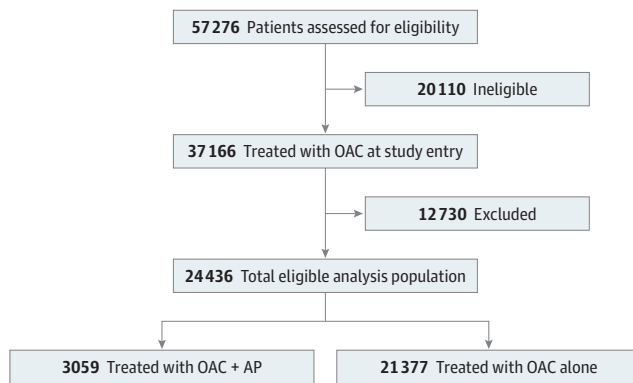 57276 Patients assessed for eligibility
20110 Ineligible
37166 Treated with OAC at study entry
12730 Excluded
24436 Total eligible analysis population
3059 Treated with OAC + AP
21377 Treated with OAC alone